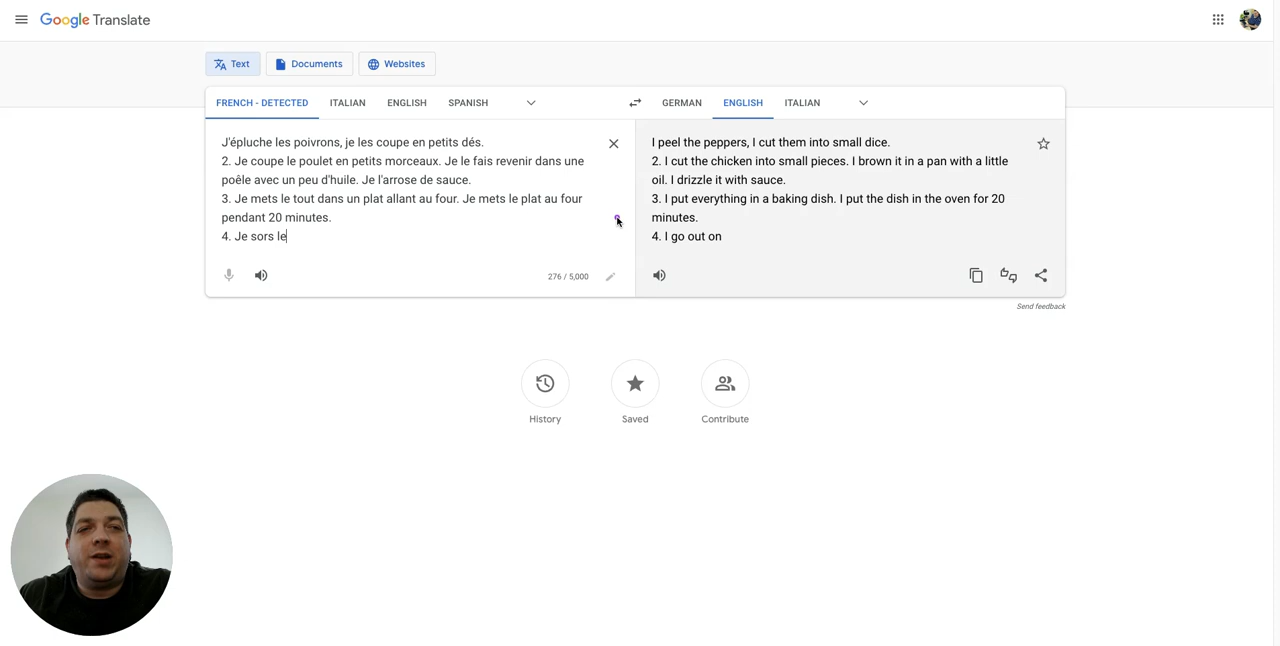 Google Translate
Text
Documents
Websites
FRENCH - DETECTED
ITALIAN
ENGLISH
SPANISH
GERMAN
ENGLISH
ITALIAN
J'épluche les poivrons, je les coupe en petits dés.
2. Je coupe le poulet en petits morceaux. Je le fais revenir dans une
poêle avec un peu d'huile. Je l'arrose de sauce.
3. Je mets le tout dans un plat allant au four. Je mets le plat au four
pendant 20 minutes.
4. Je sors le
276 / 5,000
I peel the peppers, I cut them into small dice.
2. I cut the chicken into small pieces. I brown it in a pan with a little
oil. I drizzle it with sauce.
3. I put everything in a baking dish. I put the dish in the oven for 20
minutes.
4. I go out on
Send feedback
History
Saved
Contribute